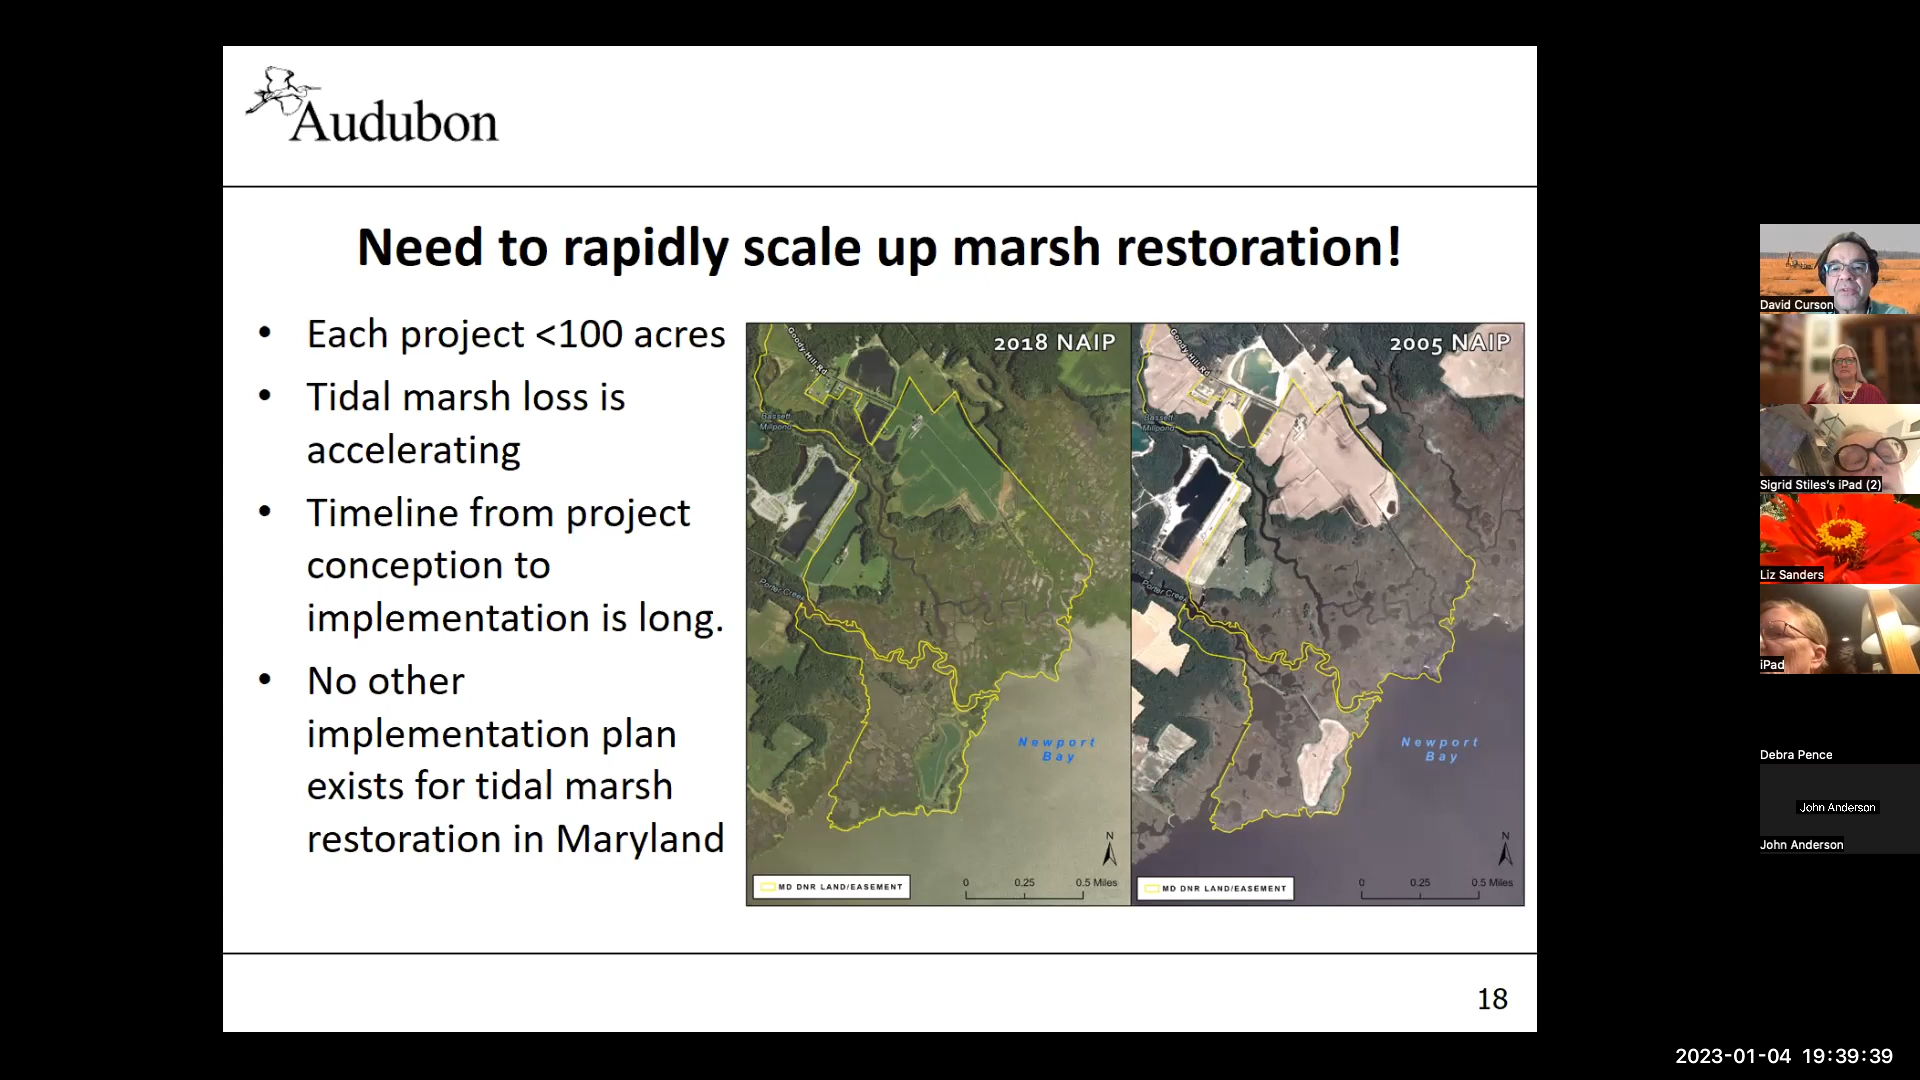 Audubon
Need to rapidly scale up marsh restoration!
• Each project <100 acres
• Tidal marsh loss is
accelerating
• Timeline from project
conception to
implementation is long.
• No other
implementation plan
exists for tidal marsh
restoration in Maryland
2018 NAIP
Goody Hill Rd
Bassett
Millpond
Porter Creek
Newport
Bay
N
MD DNR LAND/EASEMENT
0 0.25 0.5 Miles
2005 NAIP
Goody Hill Rd
Bassett
Millpond
Porter Creek
Newport
Bay
N
MD DNR LAND/EASEMENT
0 0.25 0.5 Miles
18
David Curson
Sigrid Stiles's iPad (2)
Liz Sanders
iPad
Debra Pence
John Anderson
John Anderson
2023-01-04 19:39:39